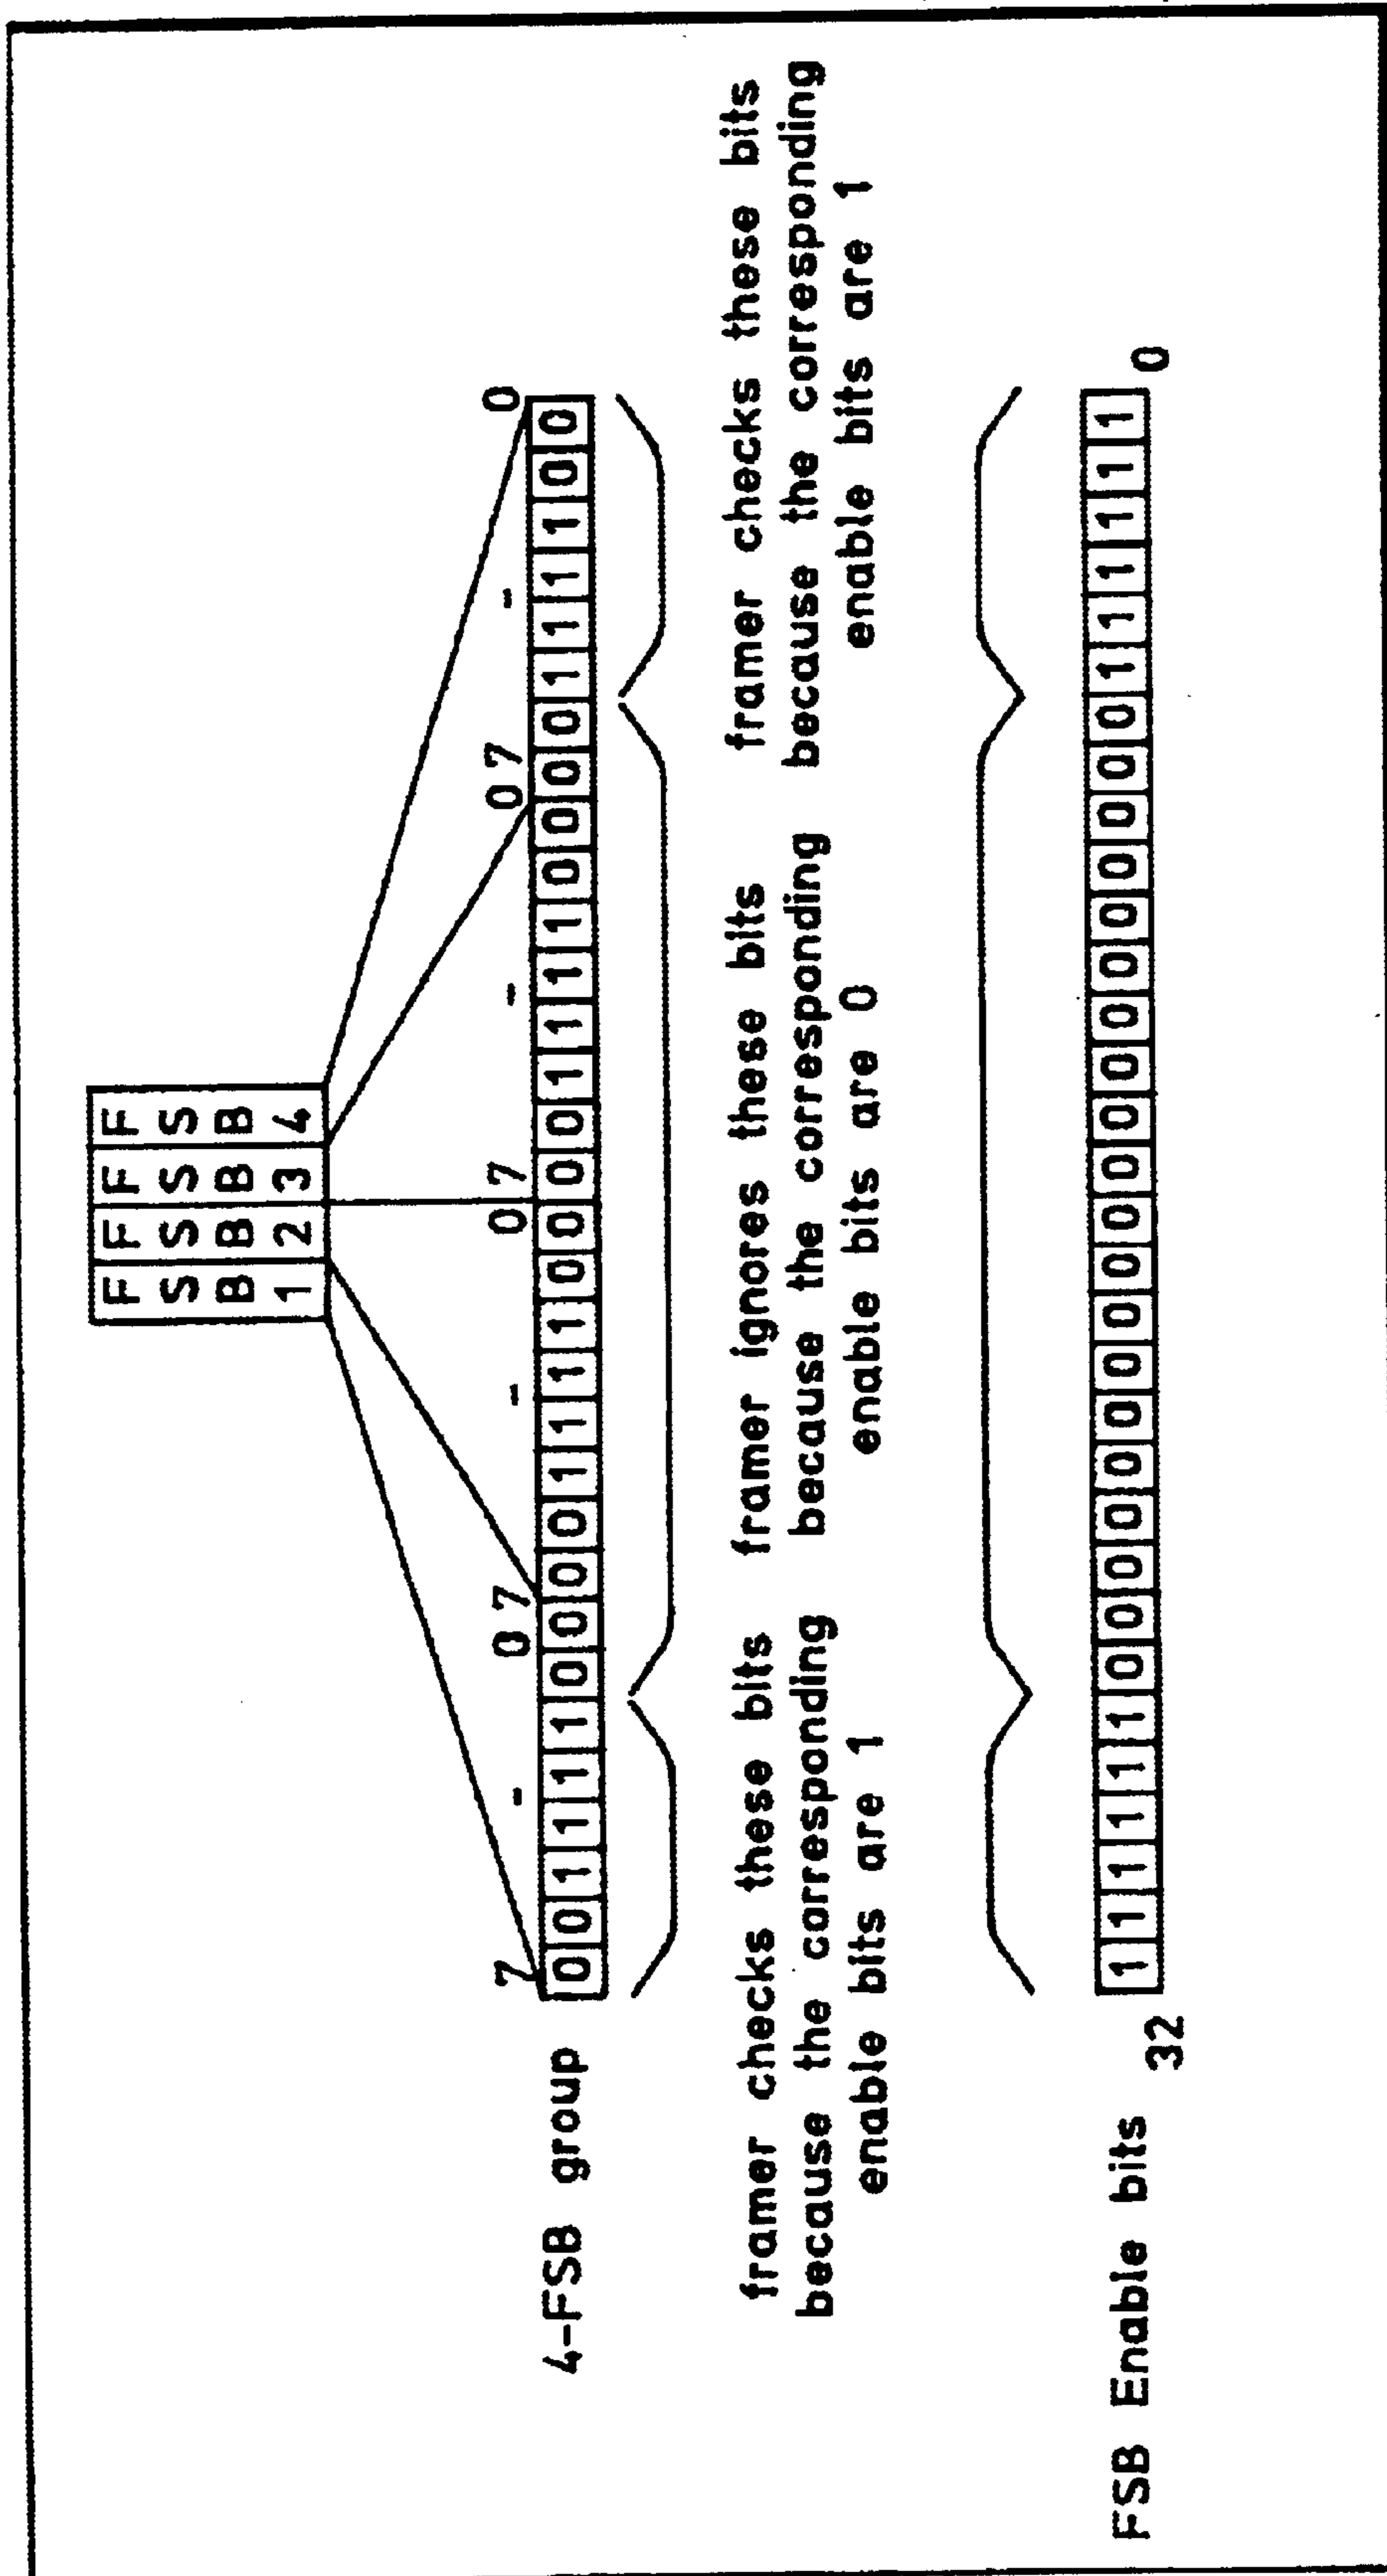 F F F F
S S S S
B B B B
1 2 3 4
7 - 0 7 - 0 7 - 0 7 - 0
4-FSB group 0 0 1 1 1 1 0 0 0 0 1 1 1 1 0 0 0 0 1 1 1 1 0 0 0 0 1 1 1 1 0 0
framer checks these bits
because the corresponding
enable bits are 1
framer ignores these bits
because the corresponding
enable bits are 0
framer checks these bits
because the corresponding
enable bits are 1
FSB Enable bits 1 1 1 1 1 1 0 0 0 0 0 0 0 0 0 0 0 0 0 0 0 0 0 0 0 0 1 1 1 1 1 1
32 0